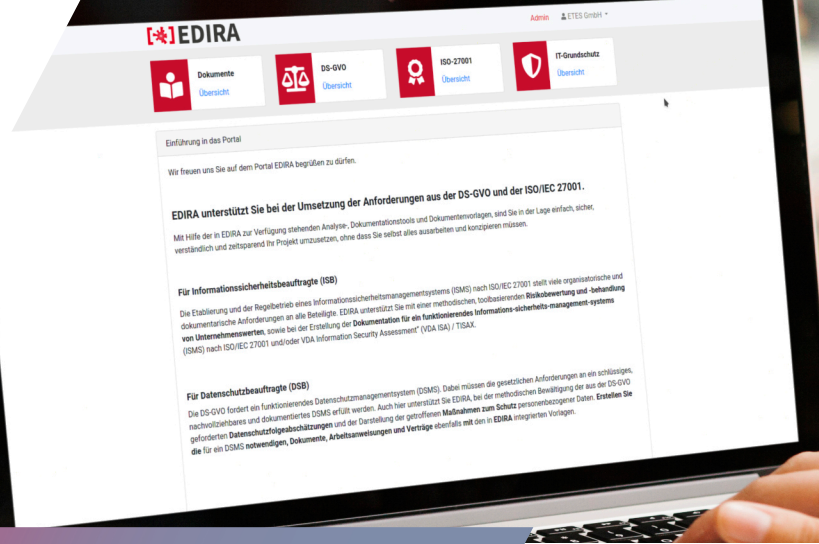 EDIRA
Admin ETES GmbH
Dokumente
Übersicht
DS-GVO
Übersicht
ISO-27001
Übersicht
IT-Grundschutz
Übersicht
Einführung in das Portal
Wir freuen uns Sie auf dem Portal EDIRA begrüßen zu dürfen.
EDIRA unterstützt Sie bei der Umsetzung der Anforderungen aus der DS-GVO und der ISO/IEC 27001.
Mit Hilfe der in EDIRA zur Verfügung stehenden Analyse-, Dokumentationstools und Dokumentenvorlagen, sind Sie in der Lage einfach, sicher,
verständlich und zeitsparend Ihr Projekt umzusetzen, ohne dass Sie selbst alles ausarbeiten und konzipieren müssen.
Für Informationssicherheitsbeauftragte (ISB)
Die Etablierung und der Regelbetrieb eines Informationssicherheitsmanagementsystems (ISMS) nach ISO/IEC 27001 stellt viele organisatorische und
dokumentarische Anforderungen an alle Beteiligte. EDIRA unterstützt Sie mit einer methodischen, toolbasierenden Risikobewertung und -behandlung
von Unternehmenswerten, sowie bei der Erstellung der Dokumentation für ein funktionierendes Informations-sicherheits-management-systems
(ISMS) nach ISO/IEC 27001 und/oder VDA Information Security Assessment" (VDA ISA) / TISAX.
Für Datenschutzbeauftragte (DSB)
Die DS-GVO fordert ein funktionierendes Datenschutzmanagementsystem (DSMS). Dabei müssen die gesetzlichen Anforderungen an ein schlüssiges,
nachvollziehbares und dokumentiertes DSMS erfüllt werden. Auch hier unterstützt Sie EDIRA, bei der methodischen Bewältigung der aus der DS-GVO
geforderten Datenschutzfolgeabschätzungen und der Darstellung der getroffenen Maßnahmen zum Schutz personenbezogener Daten. Erstellen Sie
die für ein DSMS notwendigen, Dokumente, Arbeitsanweisungen und Verträge ebenfalls mit den in EDIRA integrierten Vorlagen.